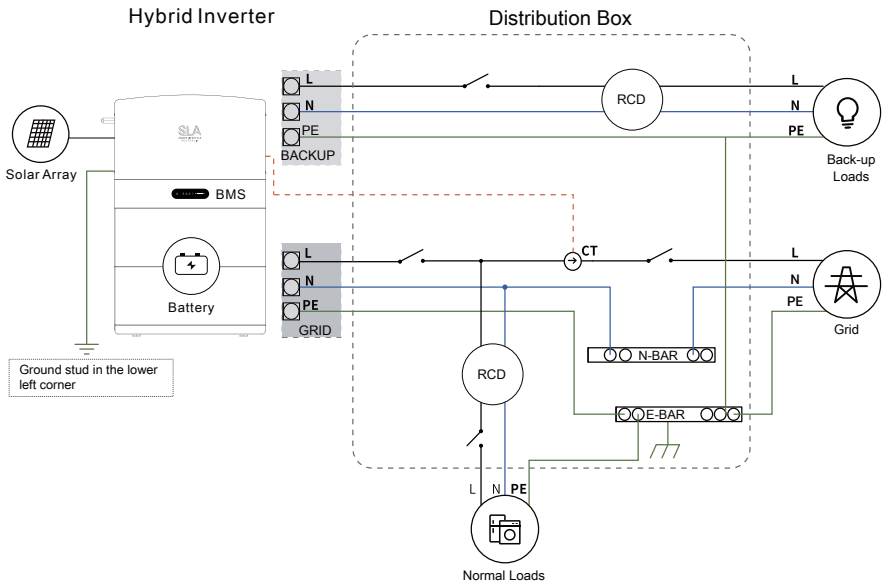 Hybrid Inverter
Distribution Box
L
N
PE
BACKUP
RCD
L
N
PE
Back-up
Loads
Solar Array
SLA
BMS
Battery
L
N
PE
GRID
CT
L
N
PE
Grid
N-BAR
RCD
E-BAR
Ground stud in the lower
left corner
L N PE
Normal Loads